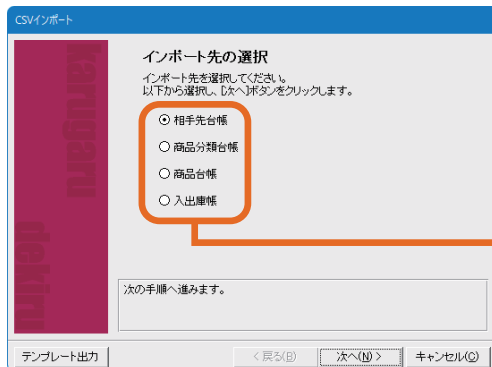 CSVインポート
karugaru
dekiru
インポート先の選択
インポート先を選択してください。
以下から選択し、[次へ]ボタンをクリックします。
相手先台帳
商品分類台帳
商品台帳
入出庫帳
次の手順へ進みます。
テンプレート出力
<戻る(B)
次へ(N)>
キャンセル(C)